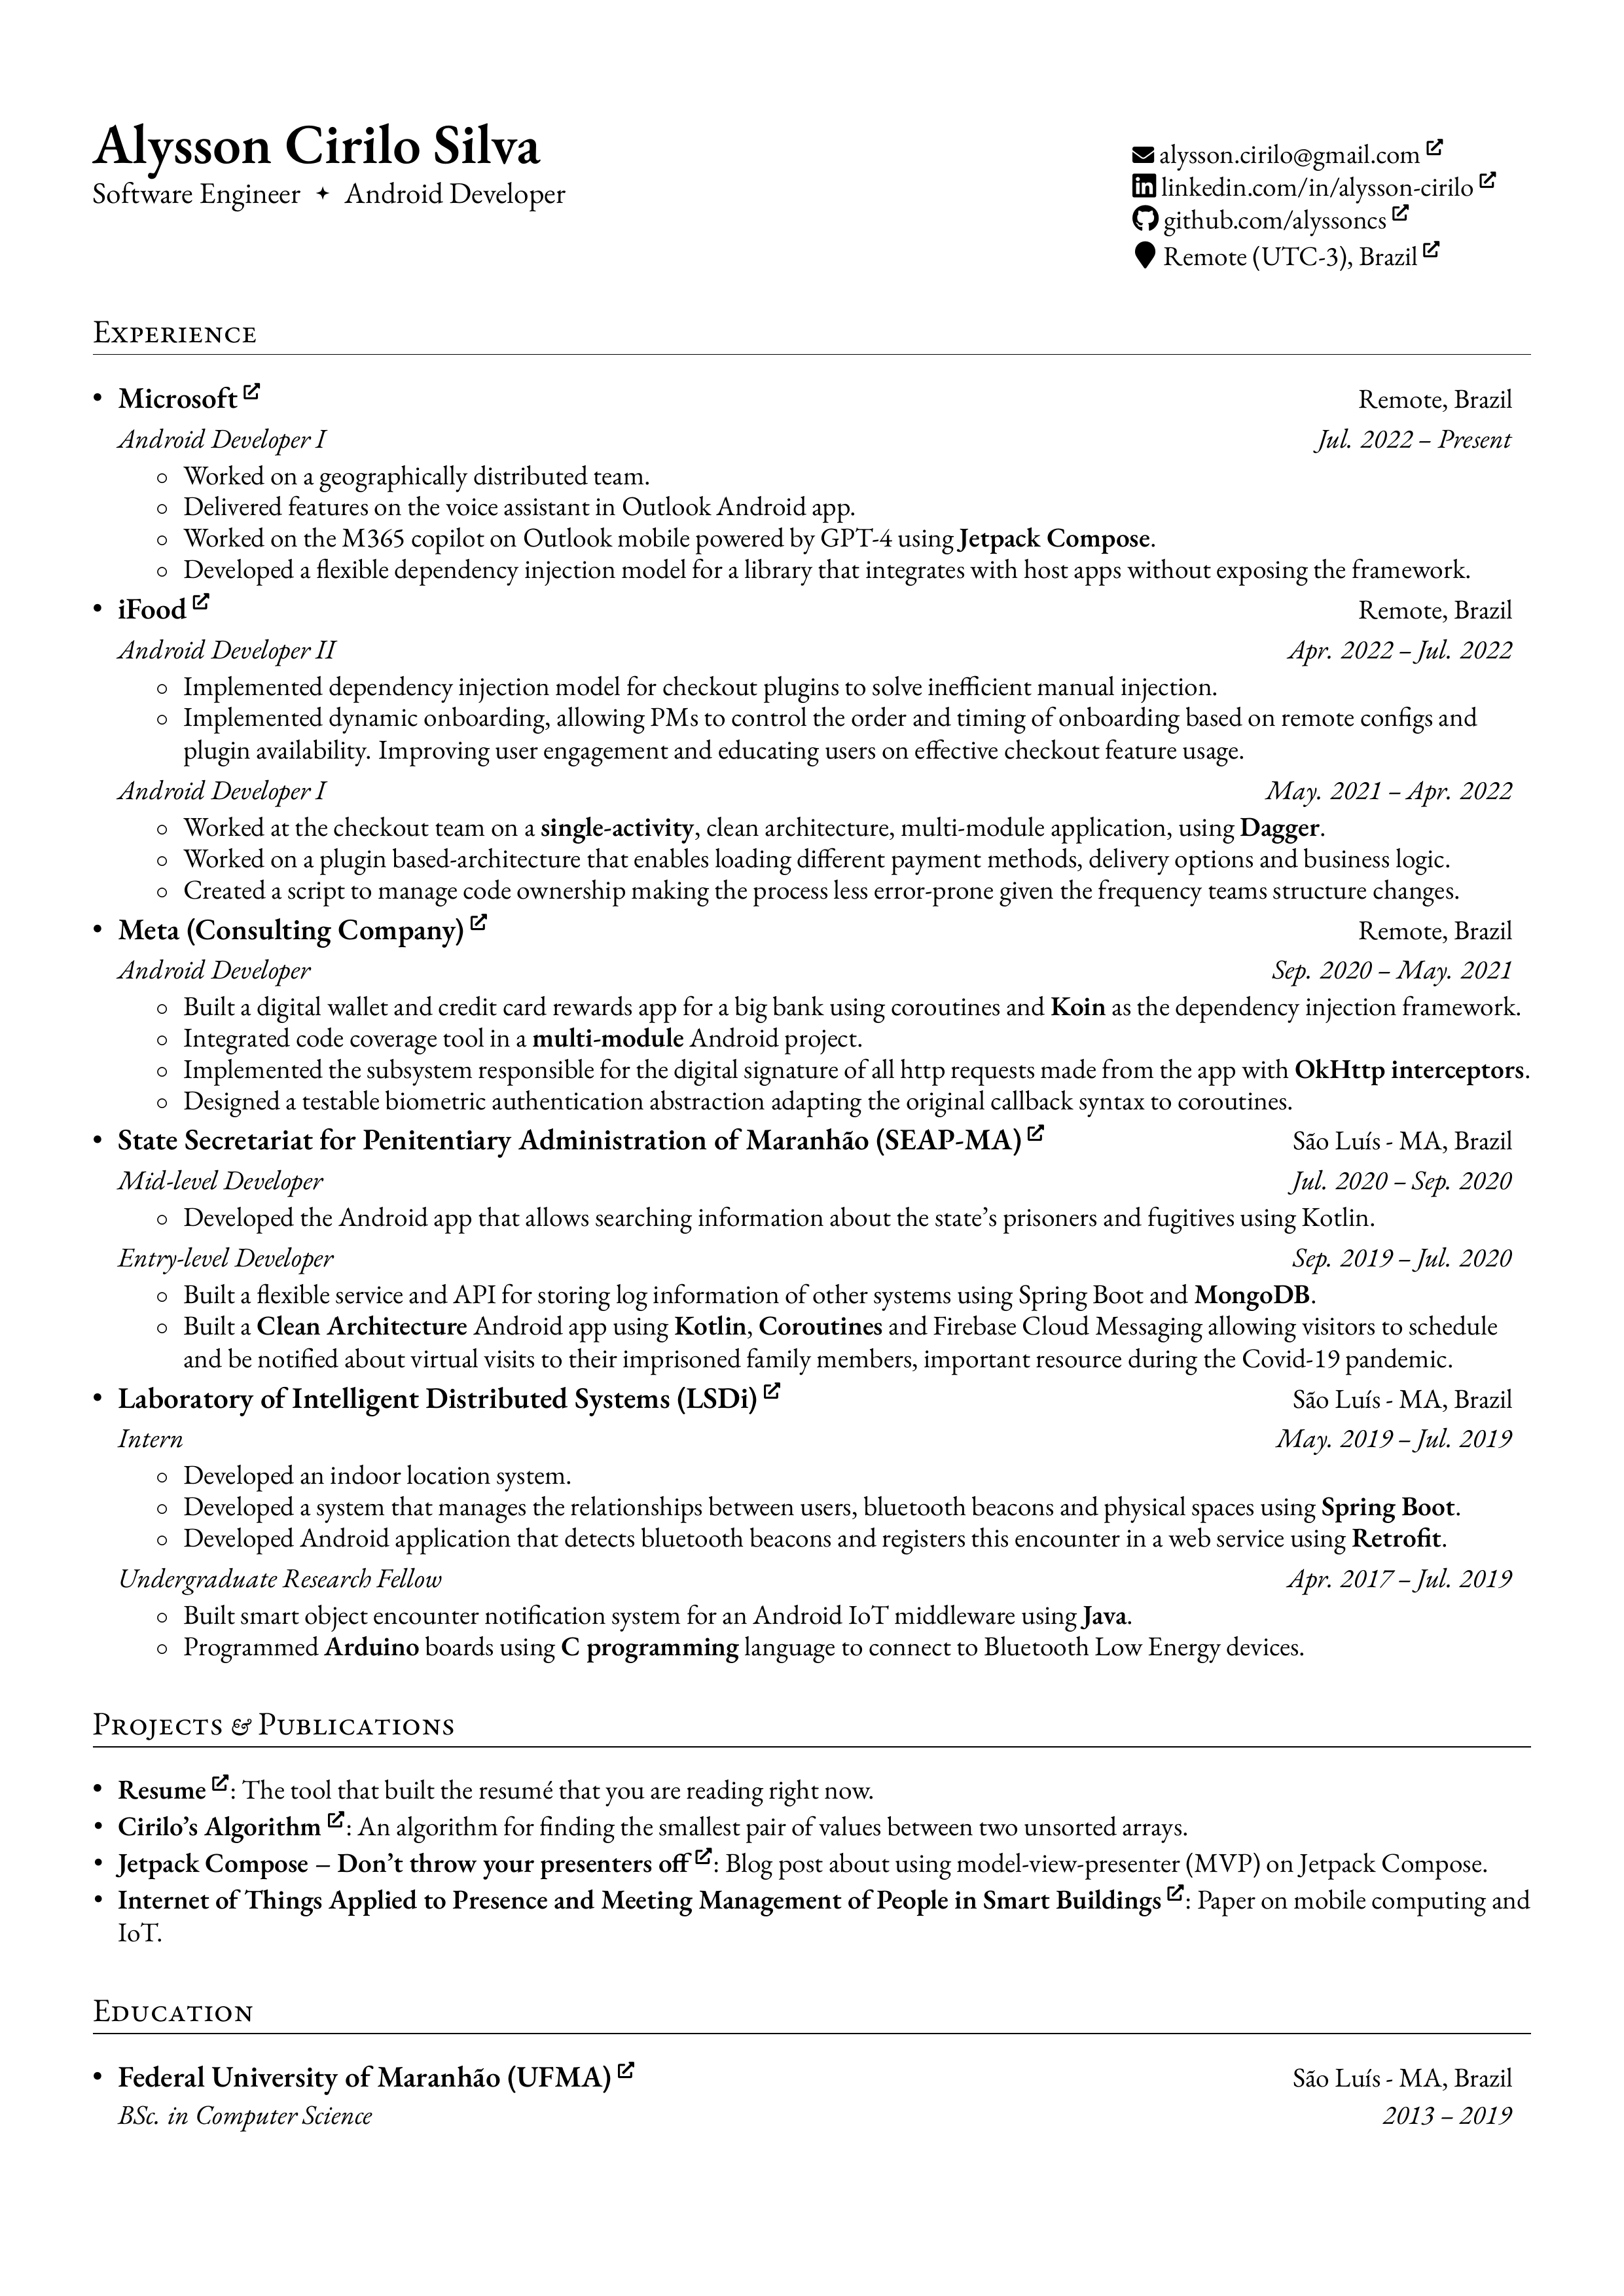 Alysson Cirilo Silva
Software Engineer ✦ Android Developer
alysson.cirilo@gmail.com
linkedin.com/in/alysson-cirilo
github.com/alyssoncs
Remote (UTC-3), Brazil
Experience
• Microsoft Remote, Brazil
Android Developer I Jul. 2022 – Present
◦ Worked on a geographically distributed team.
◦ Delivered features on the voice assistant in Outlook Android app.
◦ Worked on the M365 copilot on Outlook mobile powered by GPT-4 using Jetpack Compose.
◦ Developed a flexible dependency injection model for a library that integrates with host apps without exposing the framework.
• iFood Remote, Brazil
Android Developer II Apr. 2022 – Jul. 2022
◦ Implemented dependency injection model for checkout plugins to solve inefficient manual injection.
◦ Implemented dynamic onboarding, allowing PMs to control the order and timing of onboarding based on remote configs and
plugin availability. Improving user engagement and educating users on effective checkout feature usage.
Android Developer I May. 2021 – Apr. 2022
◦ Worked at the checkout team on a single-activity, clean architecture, multi-module application, using Dagger.
◦ Worked on a plugin based-architecture that enables loading different payment methods, delivery options and business logic.
◦ Created a script to manage code ownership making the process less error-prone given the frequency teams structure changes.
• Meta (Consulting Company) Remote, Brazil
Android Developer Sep. 2020 – May. 2021
◦ Built a digital wallet and credit card rewards app for a big bank using coroutines and Koin as the dependency injection framework.
◦ Integrated code coverage tool in a multi-module Android project.
◦ Implemented the subsystem responsible for the digital signature of all http requests made from the app with OkHttp interceptors.
◦ Designed a testable biometric authentication abstraction adapting the original callback syntax to coroutines.
• State Secretariat for Penitentiary Administration of Maranhão (SEAP-MA) São Luís - MA, Brazil
Mid-level Developer Jul. 2020 – Sep. 2020
◦ Developed the Android app that allows searching information about the state’s prisoners and fugitives using Kotlin.
Entry-level Developer Sep. 2019 – Jul. 2020
◦ Built a flexible service and API for storing log information of other systems using Spring Boot and MongoDB.
◦ Built a Clean Architecture Android app using Kotlin, Coroutines and Firebase Cloud Messaging allowing visitors to schedule
and be notified about virtual visits to their imprisoned family members, important resource during the Covid-19 pandemic.
• Laboratory of Intelligent Distributed Systems (LSDi) São Luís - MA, Brazil
Intern May. 2019 – Jul. 2019
◦ Developed an indoor location system.
◦ Developed a system that manages the relationships between users, bluetooth beacons and physical spaces using Spring Boot.
◦ Developed Android application that detects bluetooth beacons and registers this encounter in a web service using Retrofit.
Undergraduate Research Fellow Apr. 2017 – Jul. 2019
◦ Built smart object encounter notification system for an Android IoT middleware using Java.
◦ Programmed Arduino boards using C programming language to connect to Bluetooth Low Energy devices.
Projects & Publications
• Resume : The tool that built the resumé that you are reading right now.
• Cirilo’s Algorithm : An algorithm for finding the smallest pair of values between two unsorted arrays.
• Jetpack Compose – Don’t throw your presenters off : Blog post about using model-view-presenter (MVP) on Jetpack Compose.
• Internet of Things Applied to Presence and Meeting Management of People in Smart Buildings : Paper on mobile computing and
IoT.
Education
• Federal University of Maranhão (UFMA) São Luís - MA, Brazil
BSc. in Computer Science 2013 – 2019